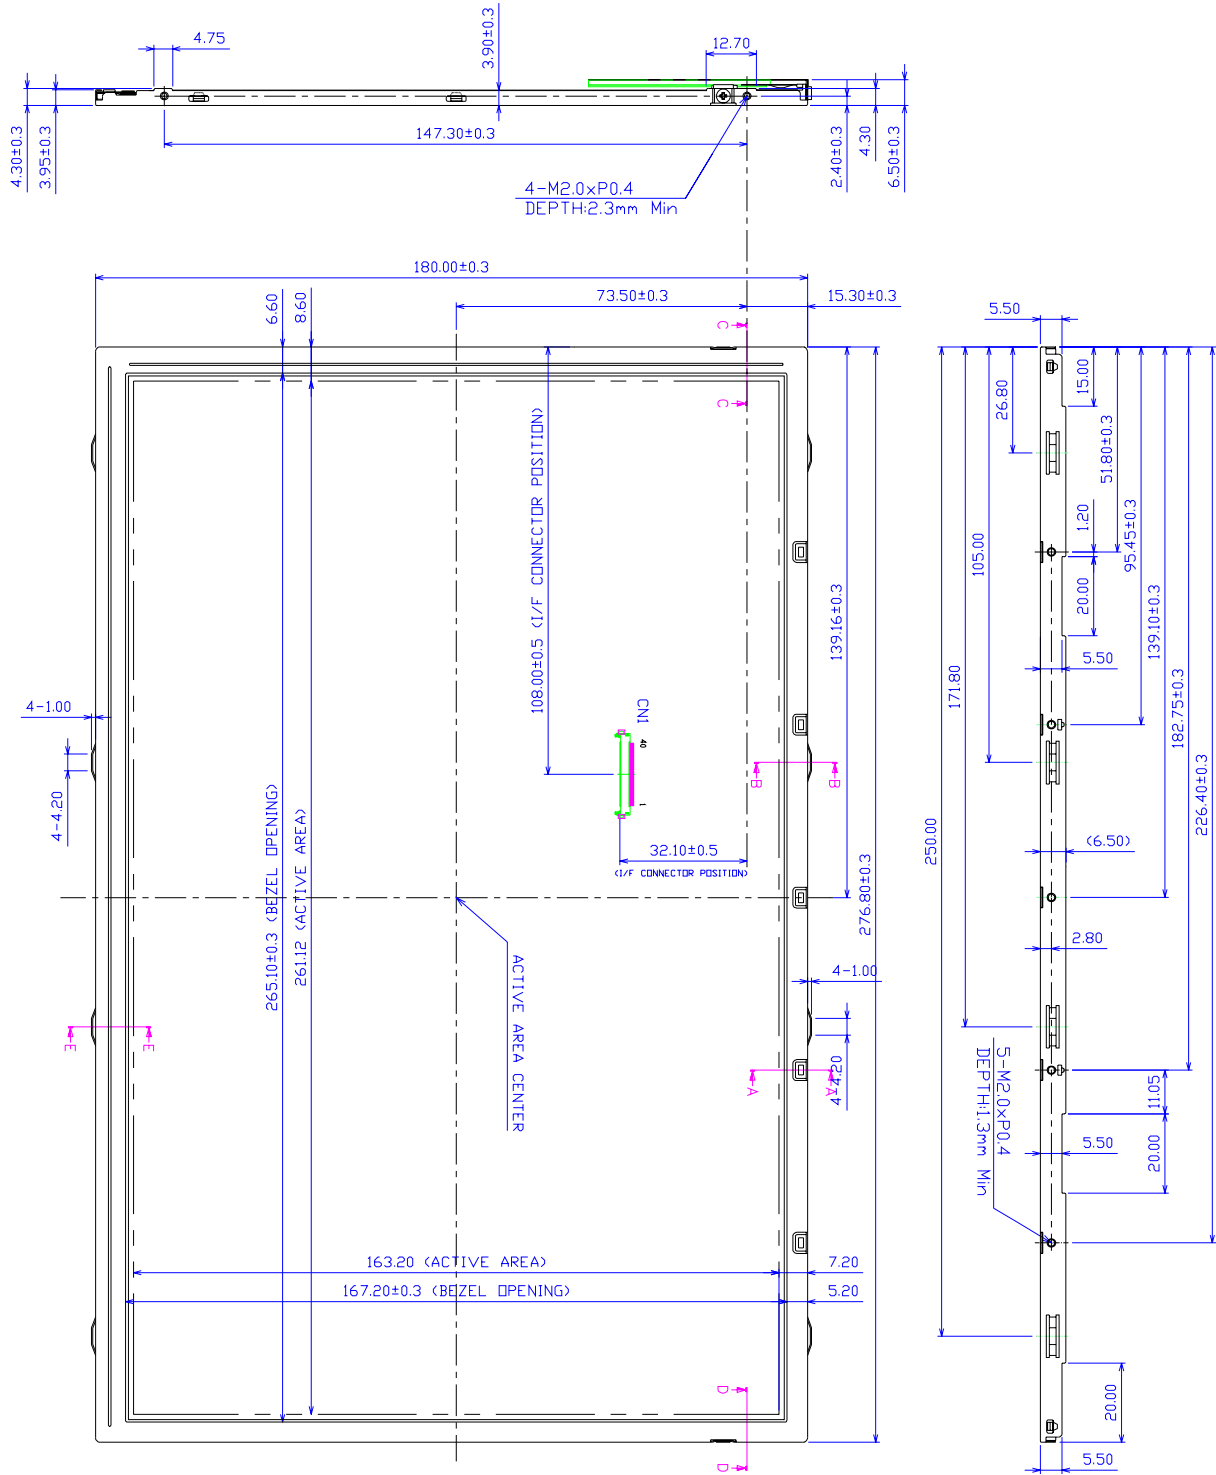 4.75
3.90±0.3
12.70
4.30±0.3
3.95±0.3
147.30±0.3
2.40±0.3
4.30
6.50±0.3
4-M2.0xP0.4
DEPTH:2.3mm Min
180.00±0.3
6.60
8.60
73.50±0.3
15.30±0.3
C
C
5.50
15.00
26.80
51.80±0.3
1.20
95.45±0.3
105.00
20.00
139.10±0.3
5.50
171.80
182.75±0.3
226.40±0.3
250.00
(6.50)
2.80
108.00±0.5 (I/F CONNECTOR POSITION)
139.16±0.3
CN1
40
1
B
B
4-1.00
4-4.20
32.10±0.5
(I/F CONNECTOR POSITION)
265.10±0.3 (BEZEL OPENING)
261.12 (ACTIVE AREA)
276.80±0.3
ACTIVE AREA CENTER
4-1.00
4-4.20
E
E
A
A
5-M2.0xP0.4
DEPTH:1.3mm Min
11.05
5.50
20.00
163.20 (ACTIVE AREA)
7.20
167.20±0.3 (BEZEL OPENING)
5.20
D
D
20.00
5.50